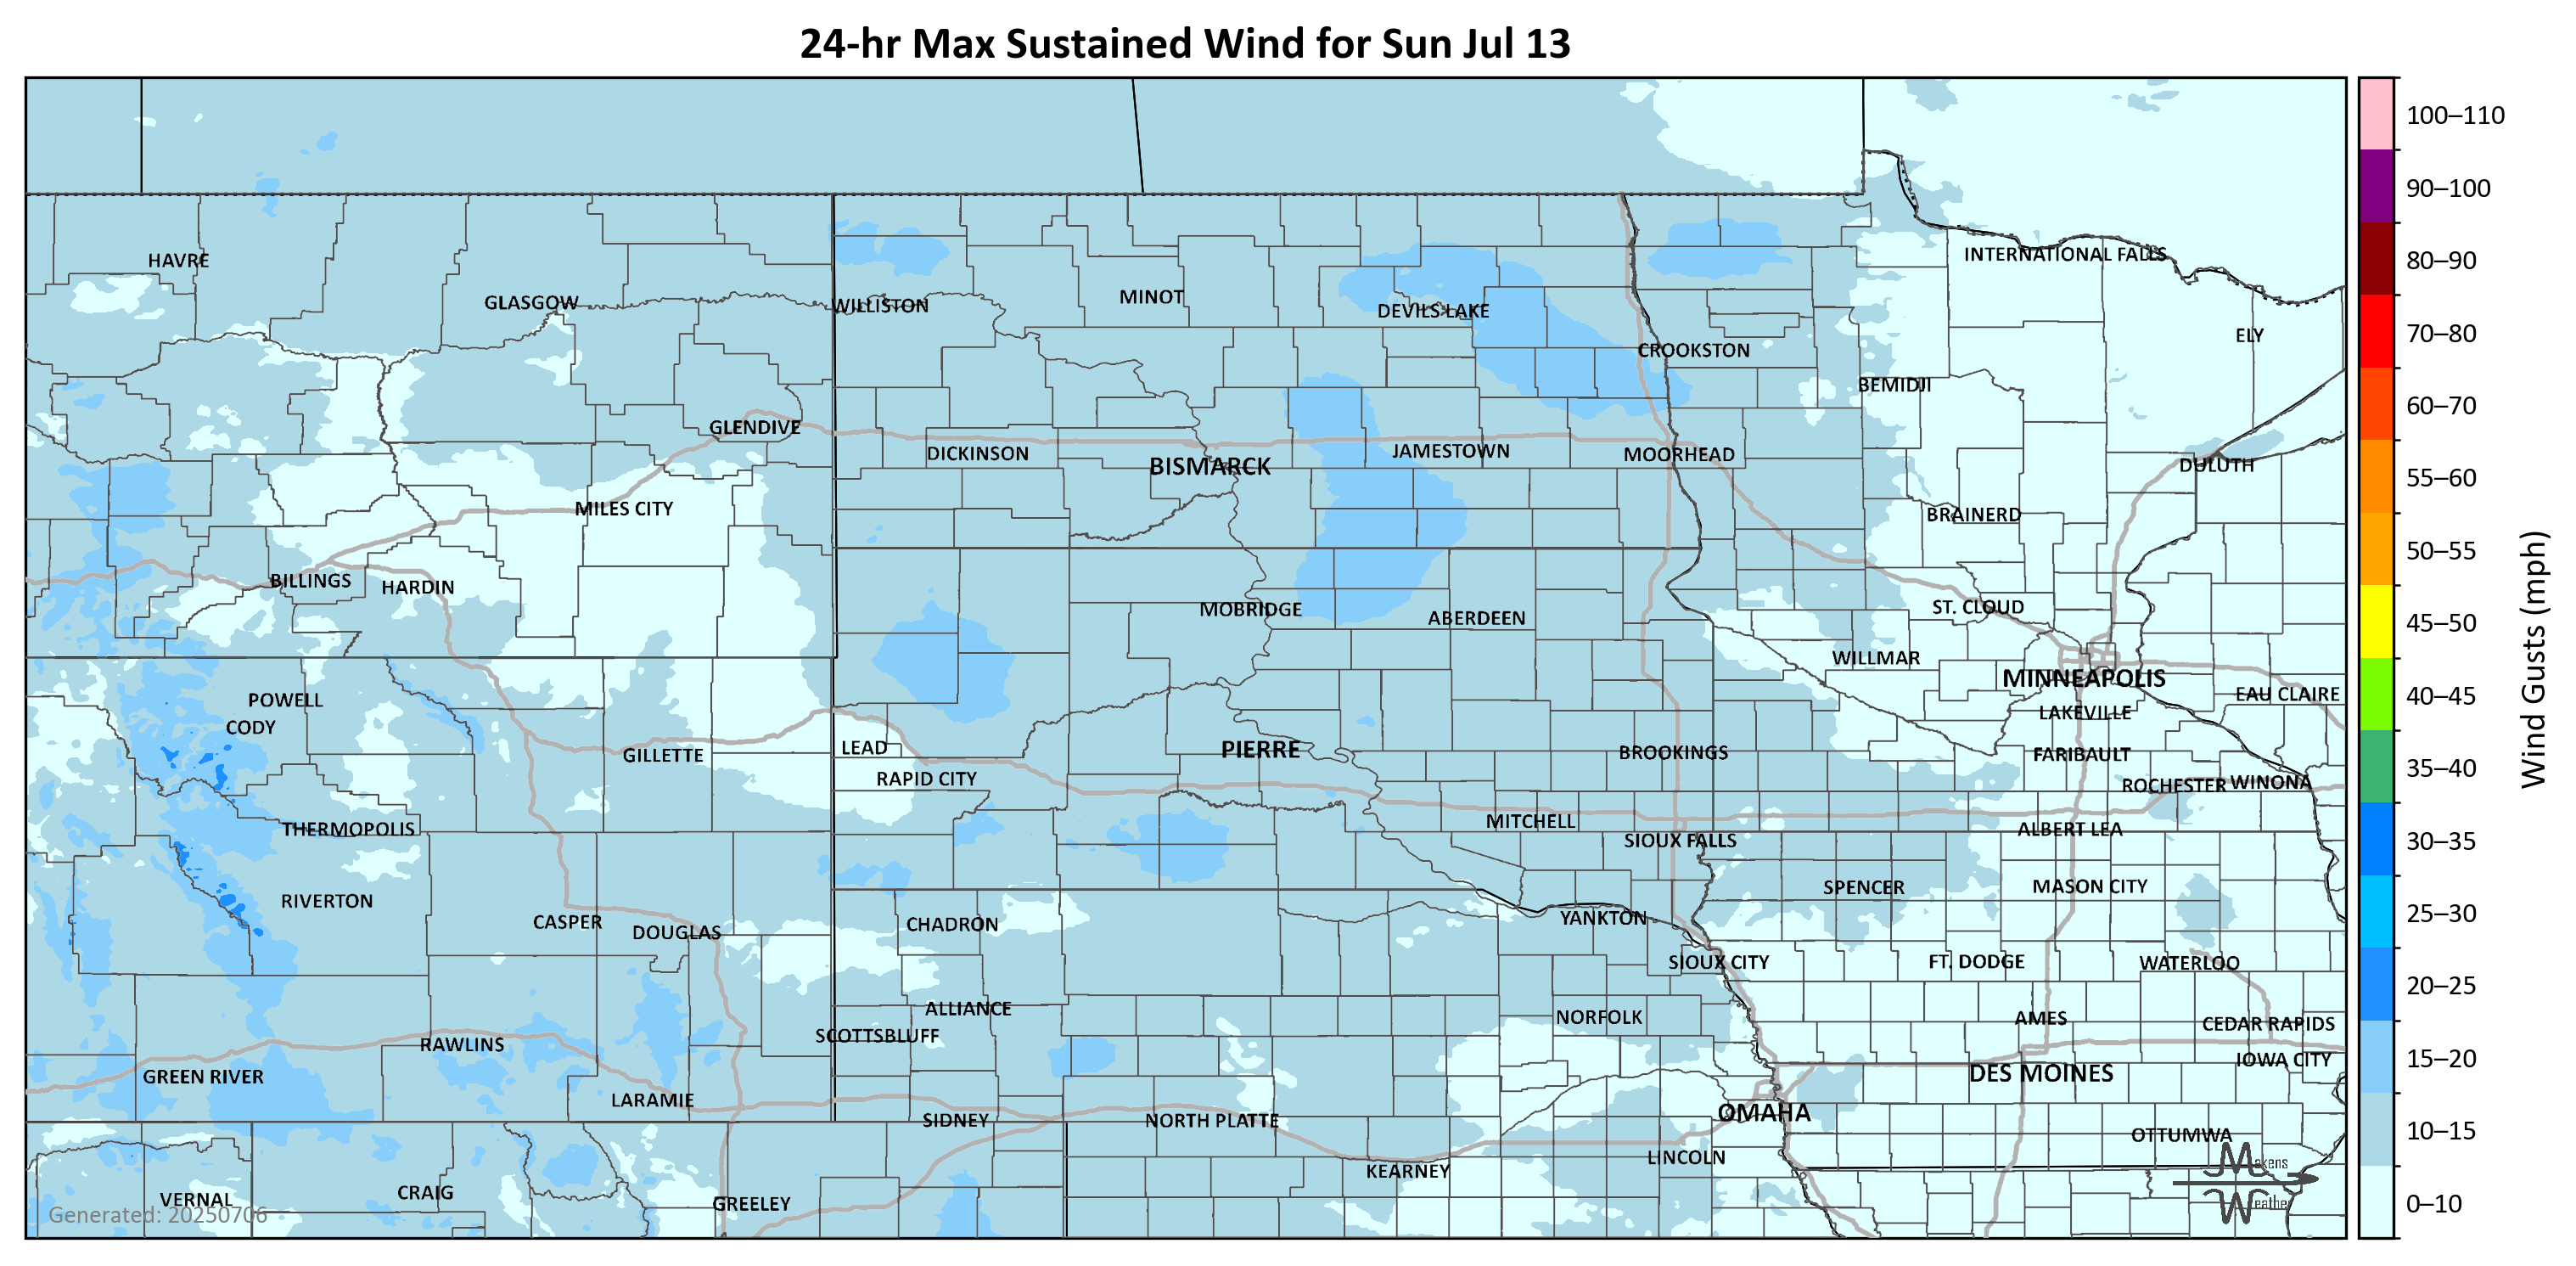 24-hr Max Sustained Wind for Sun Jul 13
100–110
90–100
80–90
70–80
60–70
55–60
50–55
45–50
40–45
35–40
30–35
25–30
20–25
15–20
10–15
0–10
Wind Gusts (mph)
HAVRE
INTERNATIONAL FALLS
GLASGOW
WILLISTON
MINOT
DEVILS LAKE
ELY
CROOKSTON
BEMIDJI
GLENDIVE
DICKINSON
BISMARCK
JAMESTOWN
MOORHEAD
DULUTH
MILES CITY
BRAINERD
BILLINGS
HARDIN
MOBRIDGE
ABERDEEN
ST. CLOUD
WILLMAR
MINNEAPOLIS
EAU CLAIRE
POWELL
CODY
LAKEVILLE
GILLETTE
LEAD
PIERRE
BROOKINGS
FARIBAULT
RAPID CITY
ROCHESTER
WINONA
THERMOPOLIS
MITCHELL
SIOUX FALLS
ALBERT LEA
RIVERTON
SPENCER
MASON CITY
CASPER
DOUGLAS
CHADRON
YANKTON
SIOUX CITY
FT. DODGE
WATERLOO
ALLIANCE
SCOTTSBLUFF
NORFOLK
AMES
CEDAR RAPIDS
RAWLINS
IOWA CITY
GREEN RIVER
DES MOINES
LARAMIE
SIDNEY
NORTH PLATTE
OMAHA
OTTUMWA
KEARNEY
LINCOLN
VERNAL
CRAIG
GREELEY
Makens
Weather
Generated: 20250706